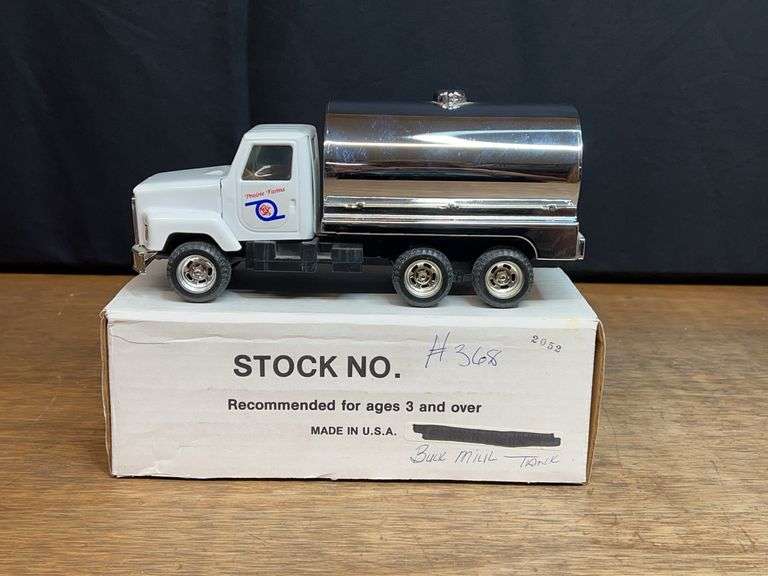 Prairie Farms
STOCK NO. #368
2052
Recommended for ages 3 and over
MADE IN U.S.A.
Bulk Milk Tank